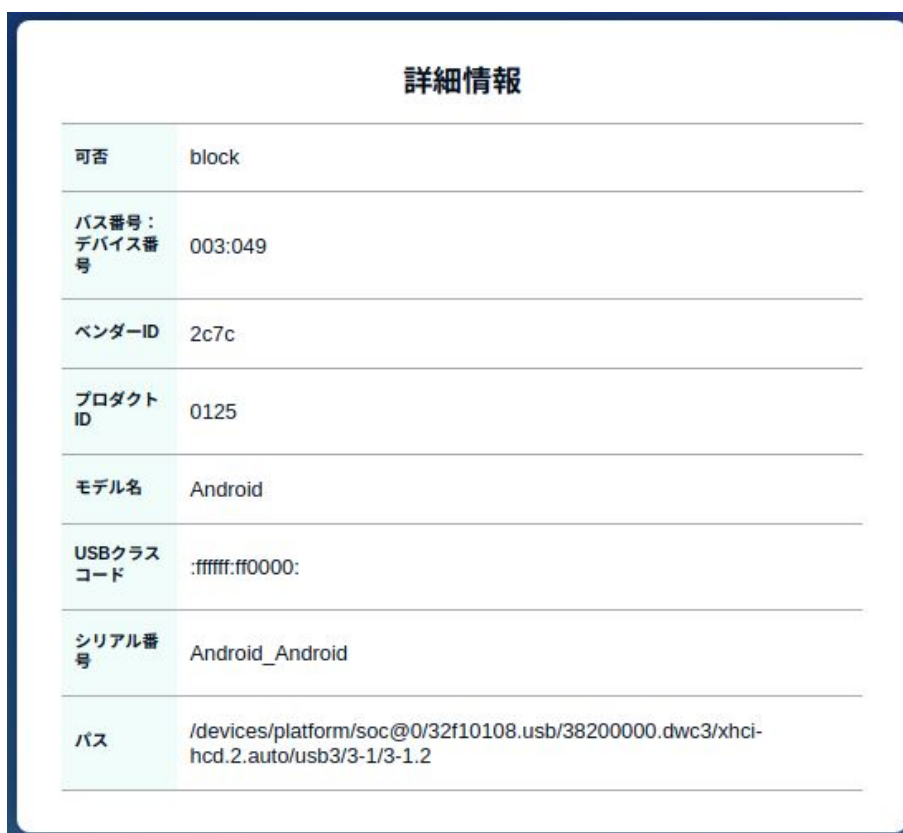 詳細情報
可否
block
バス番号：
デバイス番
号
003:049
ベンダーID
2c7c
プロダクト
ID
0125
モデル名
Android
USBクラス
コード
:ffffff:ff0000:
シリアル番
号
Android_Android
パス
/devices/platform/soc@0/32f10108.usb/38200000.dwc3/xhci-
hcd.2.auto/usb3/3-1/3-1.2